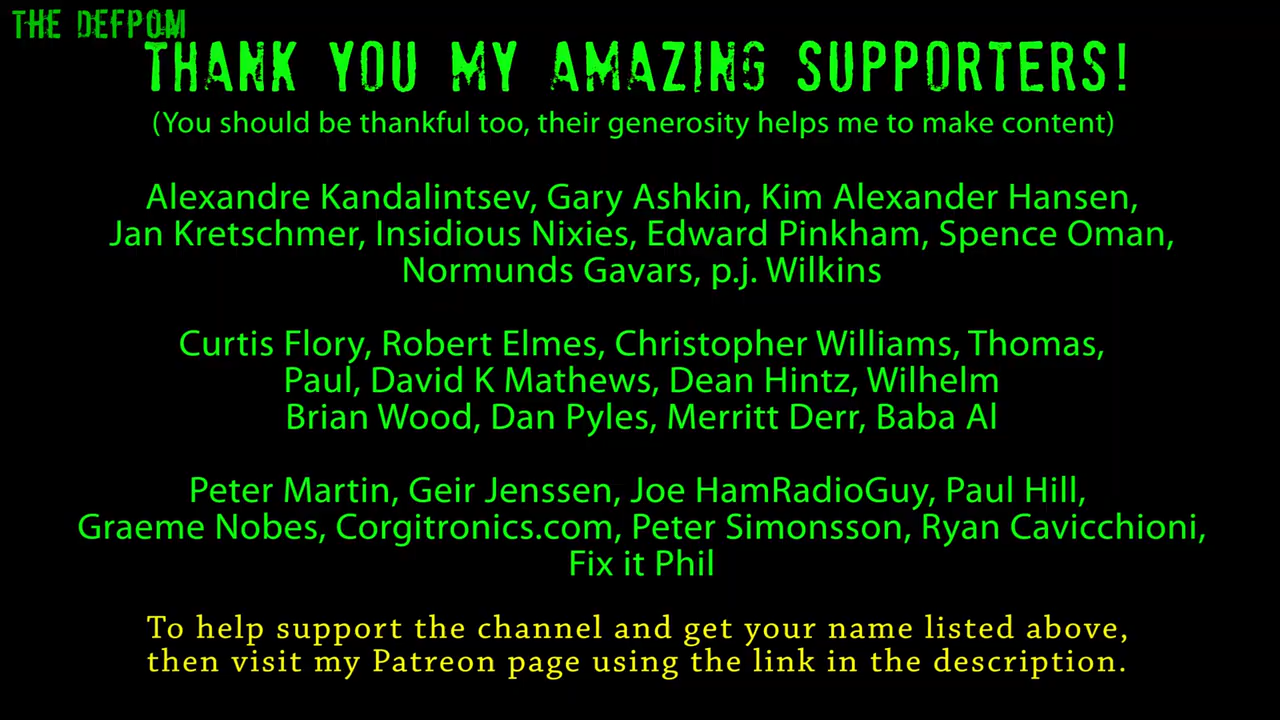 THE DEFPOM
THANK YOU MY AMAZING SUPPORTERS!
(You should be thankful too, their generosity helps me to make content)
Alexandre Kandalintsev, Gary Ashkin, Kim Alexander Hansen,
Jan Kretschmer, Insidious Nixies, Edward Pinkham, Spence Oman,
Normunds Gavars, p.j. Wilkins
Curtis Flory, Robert Elmes, Christopher Williams, Thomas,
Paul, David K Mathews, Dean Hintz, Wilhelm
Brian Wood, Dan Pyles, Merritt Derr, Baba Al
Peter Martin, Geir Jenssen, Joe HamRadioGuy, Paul Hill,
Graeme Nobes, Corgitronics.com, Peter Simonsson, Ryan Cavicchioni,
Fix it Phil
To help support the channel and get your name listed above,
then visit my Patreon page using the link in the description.